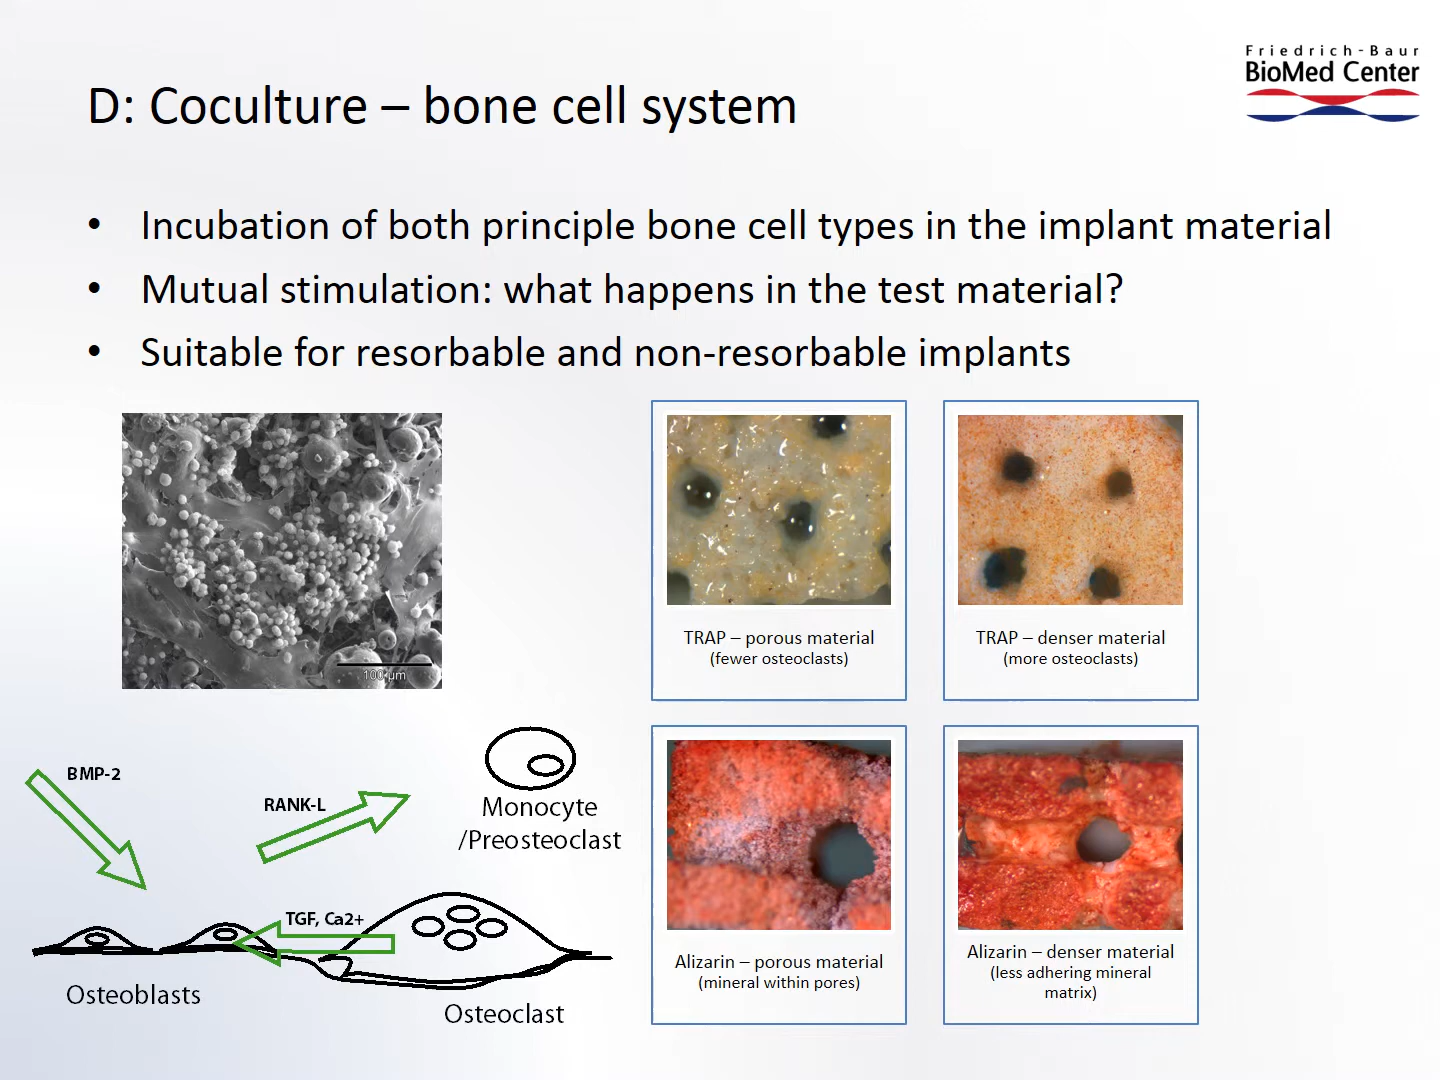 Friedrich-Baur
BioMed Center
D: Coculture – bone cell system
• Incubation of both principle bone cell types in the implant material
• Mutual stimulation: what happens in the test material?
• Suitable for resorbable and non-resorbable implants
100 µm
TRAP – porous material
(fewer osteoclasts)
TRAP – denser material
(more osteoclasts)
BMP-2
RANK-L
Monocyte
/Preosteoclast
TGF, Ca2+
Osteoblasts
Osteoclast
Alizarin – porous material
(mineral within pores)
Alizarin – denser material
(less adhering mineral
matrix)